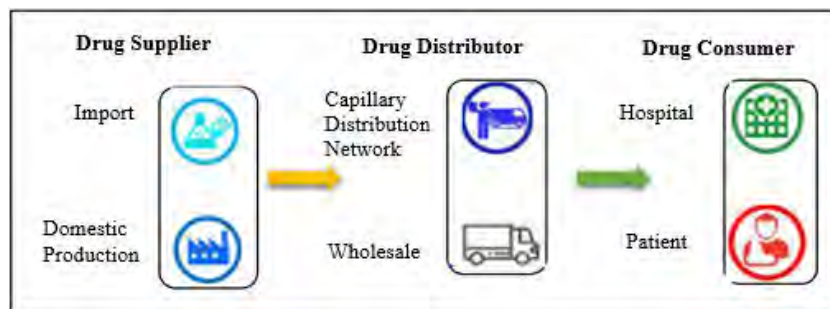 Drug Supplier
Drug Distributor
Drug Consumer
Import
Capillary
Distribution
Network
Hospital
Domestic
Production
Wholesale
Patient